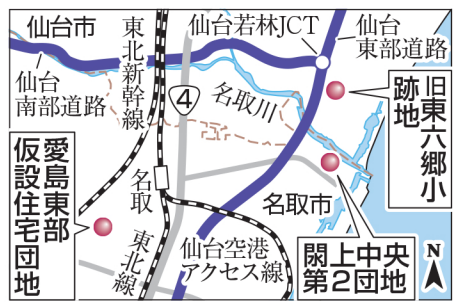 仙台市
仙台
南部道路
東北新幹線
仙台若林JCT
仙台
東部道路
4
名取川
旧東六郷小
跡地
愛島東部
仮設住宅団地
名取
名取市
東北線
仙台空港
アクセス線
閖上中央
第2団地
N